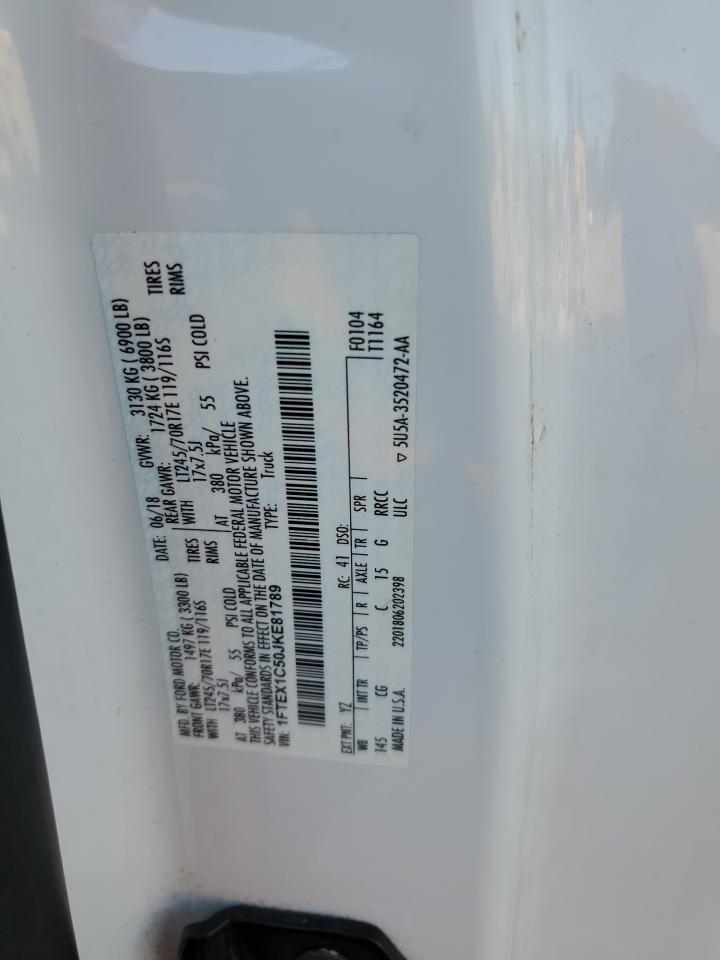 MFD. BY FORD MOTOR CO. DATE: 06/18 GVWR: 3130 KG ( 6900 LB)
FRONT GAWR: 1497 KG ( 3300 LB) REAR GAWR: 1724 KG ( 3800 LB)
WITH LT245/70R17E 119/116S TIRES WITH LT245/70R17E 119/116S TIRES
17x7.5J RIMS 17x7.5J RIMS
AT 380 kPa/ 55 PSI COLD AT 380 kPa/ 55 PSI COLD
THIS VEHICLE CONFORMS TO ALL APPLICABLE FEDERAL MOTOR VEHICLE
SAFETY STANDARDS IN EFFECT ON THE DATE OF MANUFACTURE SHOWN ABOVE.
VIN: 1FTEX1C50JKE81789 TYPE: Truck
EXT PNT: YZ RC: 41 DSO: F0104
WB INT TR TP/PS R AXLE TR SPR T1164
145 CG C 15 G RRCC
MADE IN U.S.A. 2201806202398 ULC ▽ 5U5A-3520472-AA